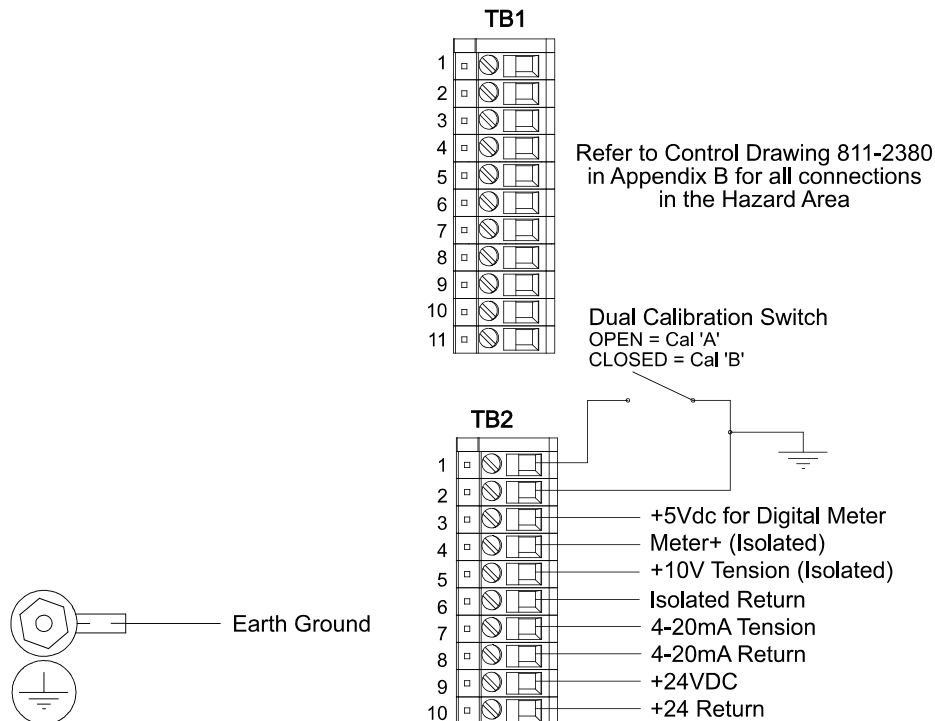 TB1
1
2
3
4
5
6
7
8
9
10
11
Refer to Control Drawing 811-2380
in Appendix B for all connections
in the Hazard Area
Dual Calibration Switch
OPEN = Cal 'A'
CLOSED = Cal 'B'
TB2
1
2
3 +5Vdc for Digital Meter
4 Meter+ (Isolated)
5 +10V Tension (Isolated)
6 Isolated Return
7 4-20mA Tension
8 4-20mA Return
9 +24VDC
10 +24 Return
Earth Ground